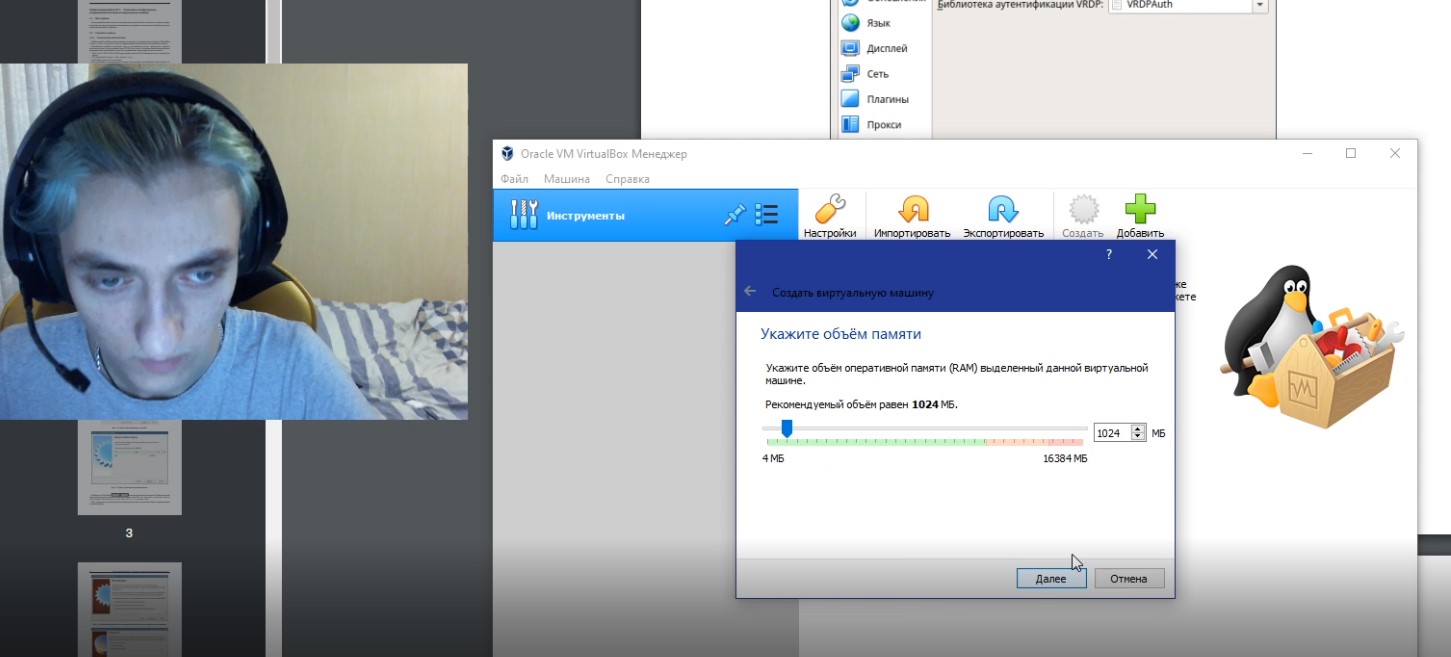 Библиотека аутентификации VRDP:
VRDPAuth
Язык
Дисплей
Сеть
Плагины
Прокси
Oracle VM VirtualBox Менеджер
Файл Машина Справка
Инструменты
Настройки Импортировать Экспортировать Создать Добавить
?
Создать виртуальную машину
Укажите объём памяти
Укажите объём оперативной памяти (RAM) выделенный данной виртуальной
машине.
Рекомендуемый объём равен 1024 МБ.
1024 МБ
4 МБ 16384 МБ
Далее Отмена
3